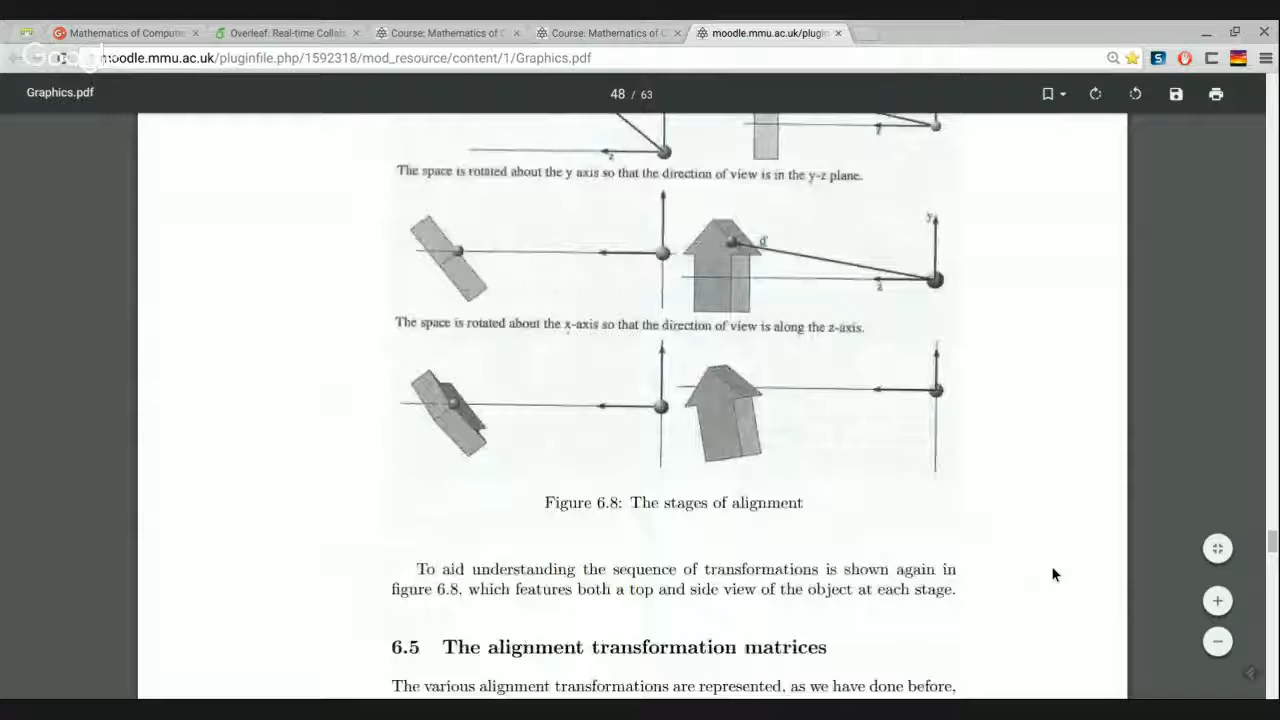 Mathematics of Compute
Overleaf: Real-time Collab
Course: Mathematics of C
Course: Mathematics of C
moodle.mmu.ac.uk/plugin
Google
moodle.mmu.ac.uk/pluginfile.php/1592318/mod_resource/content/1/Graphics.pdf
Graphics.pdf
48 / 63
z
The space is rotated about the y axis so that the direction of view is in the y-z plane.
y
d
z
The space is rotated about the x-axis so that the direction of view is along the z-axis.
Figure 6.8: The stages of alignment
To aid understanding the sequence of transformations is shown again in
figure 6.8, which features both a top and side view of the object at each stage.
6.5 The alignment transformation matrices
The various alignment transformations are represented, as we have done before,